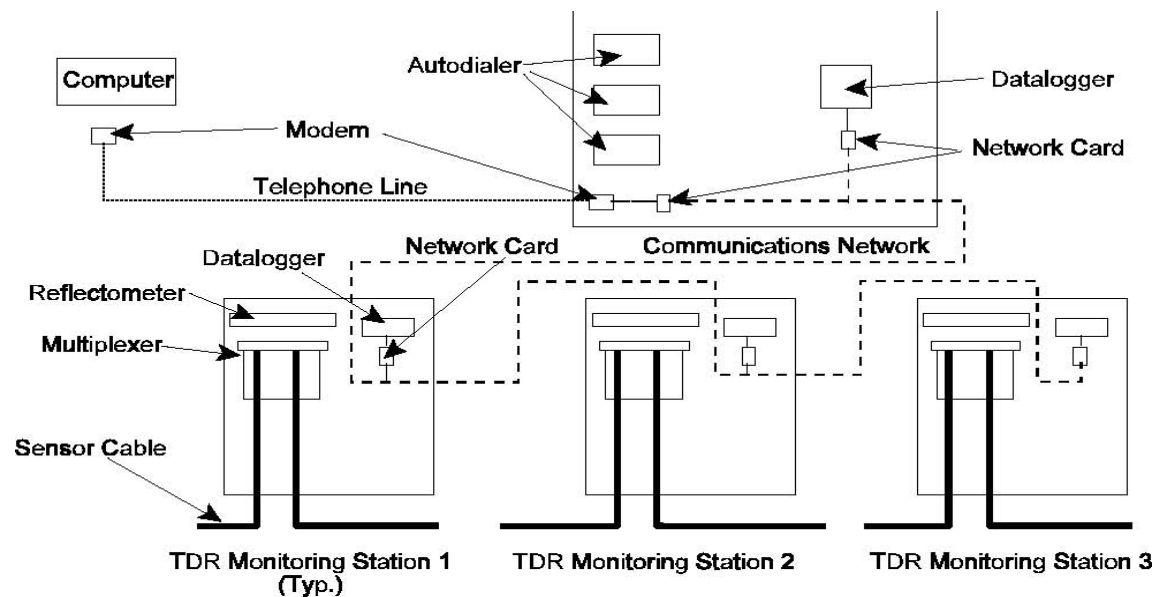 Computer
Autodialer
Datalogger
Modem
Network Card
Telephone Line
Network Card
Communications Network
Datalogger
Reflectometer
Multiplexer
Sensor Cable
TDR Monitoring Station 1
(Typ.)
TDR Monitoring Station 2
TDR Monitoring Station 3